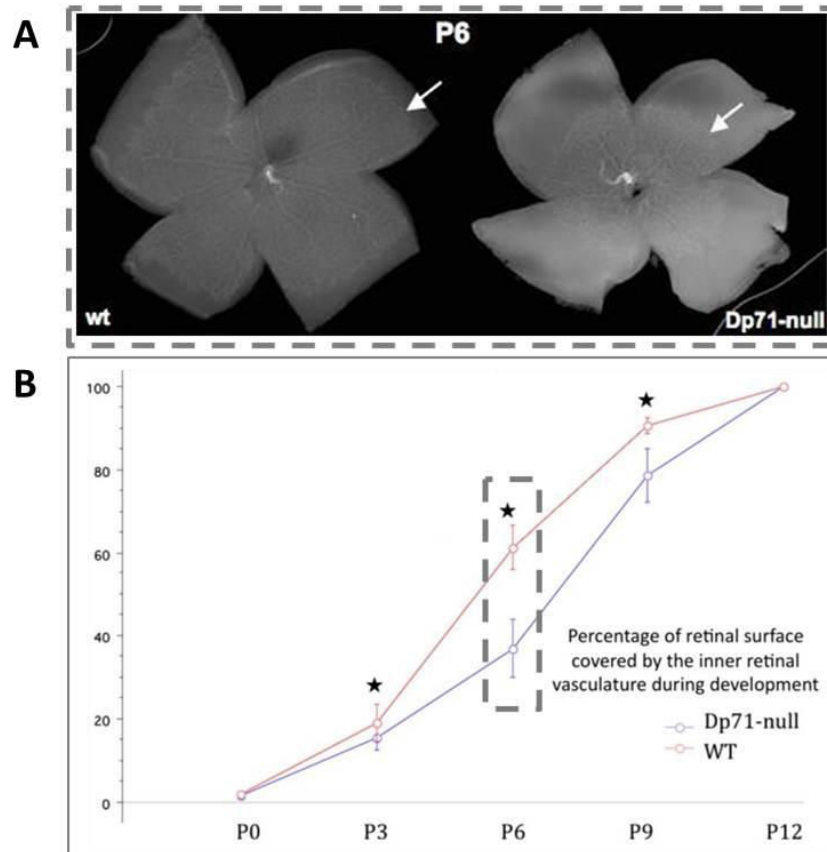 A
P6
wt
Dp71-null
B
100
80
60
40
20
0
★
★
★
Percentage of retinal surface
covered by the inner retinal
vasculature during development
Dp71-null
WT
P0 P3 P6 P9 P12